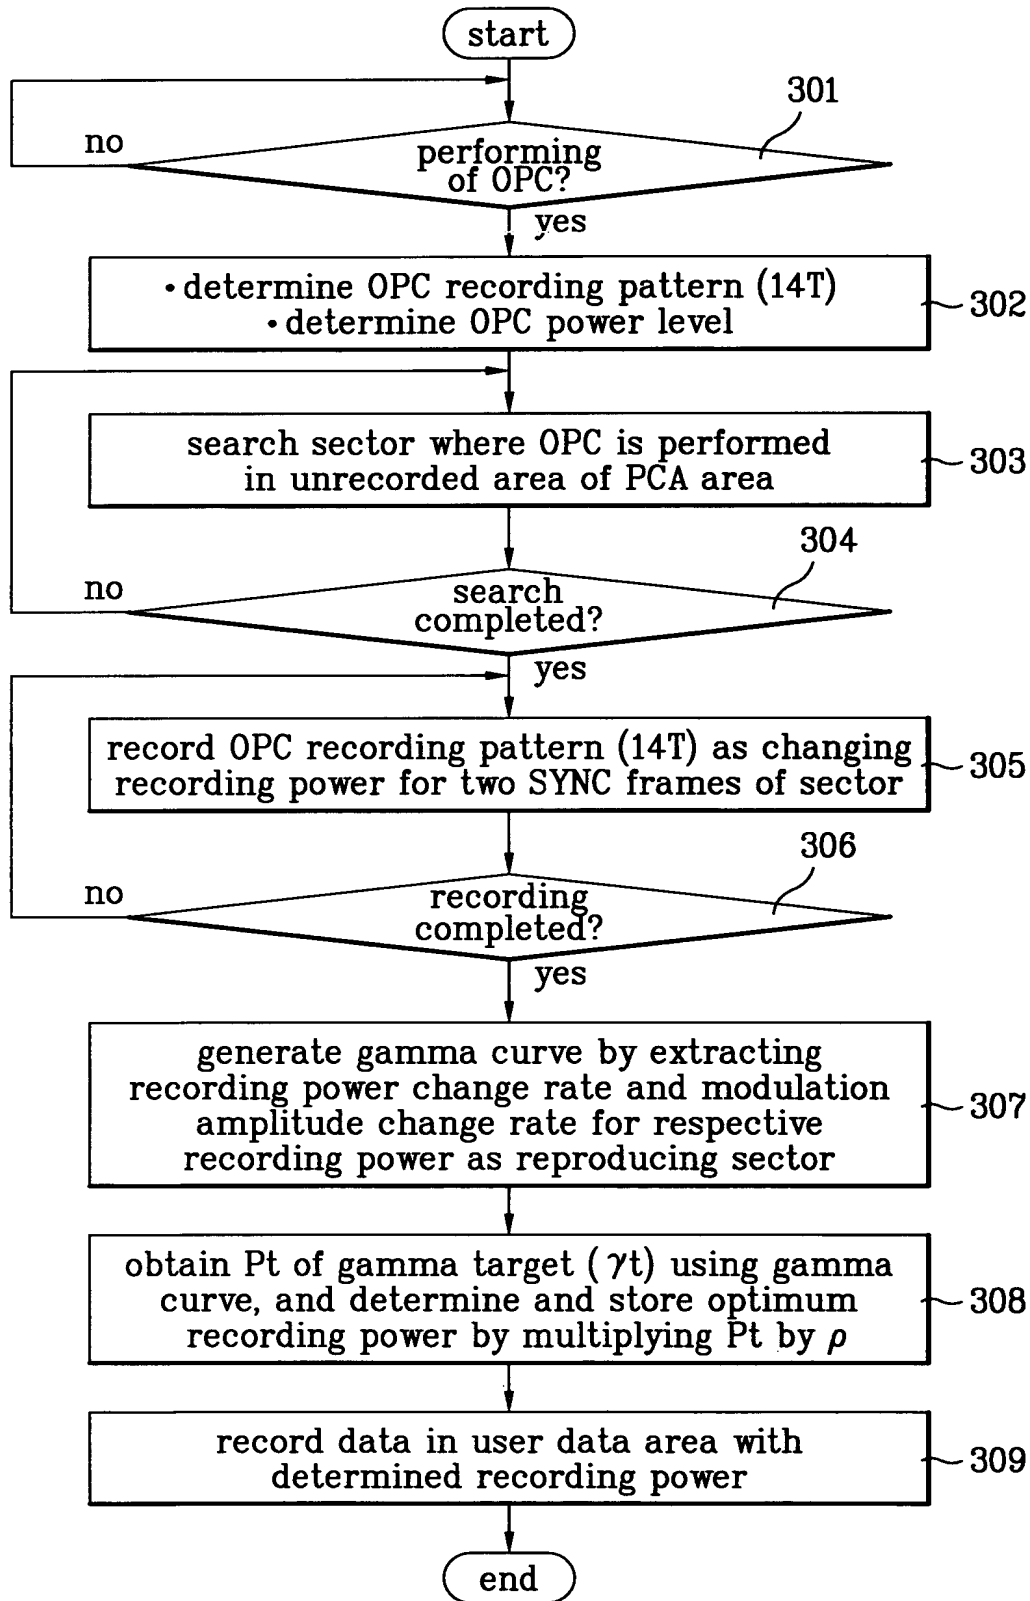 start
301
no
performing
of OPC?
yes
• determine OPC recording pattern (14T)
• determine OPC power level
302
search sector where OPC is performed
in unrecorded area of PCA area
303
304
no
search
completed?
yes
record OPC recording pattern (14T) as changing
recording power for two SYNC frames of sector
305
306
no
recording
completed?
yes
generate gamma curve by extracting
recording power change rate and modulation
amplitude change rate for respective
recording power as reproducing sector
307
obtain Pt of gamma target (γt) using gamma
curve, and determine and store optimum
recording power by multiplying Pt by ρ
308
record data in user data area with
determined recording power
309
end